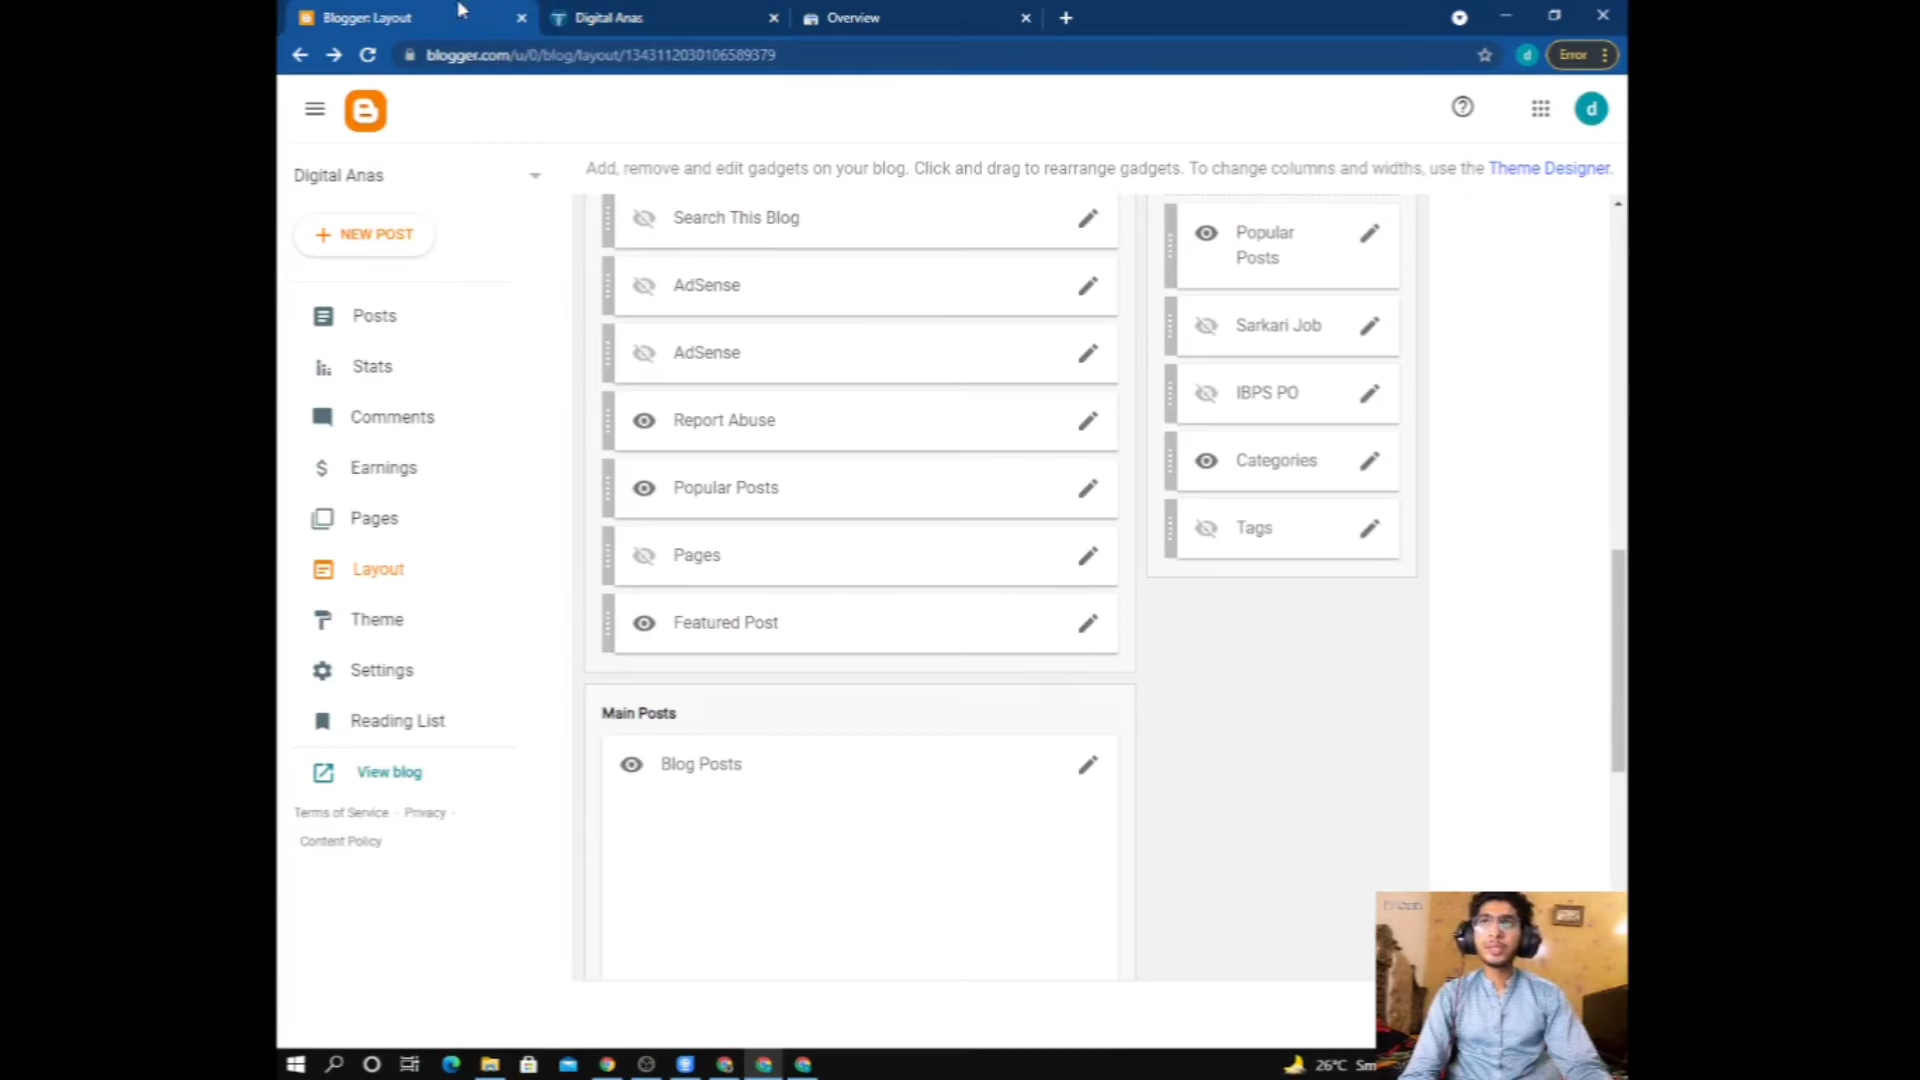 Blogger: Layout
Digital Anas
Overview
blogger.com/u/0/blog/layout/1343112030106589379
Error
d
d
Add, remove and edit gadgets on your blog. Click and drag to rearrange gadgets. To change columns and widths, use the Theme Designer.
Digital Anas
NEW POST
Posts
Stats
Comments
Earnings
Pages
Layout
Theme
Settings
Reading List
View blog
Terms of Service · Privacy ·
Content Policy
Search This Blog
AdSense
AdSense
Report Abuse
Popular Posts
Pages
Featured Post
Main Posts
Blog Posts
Popular
Posts
Sarkari Job
IBPS PO
Categories
Tags
26°C Sm